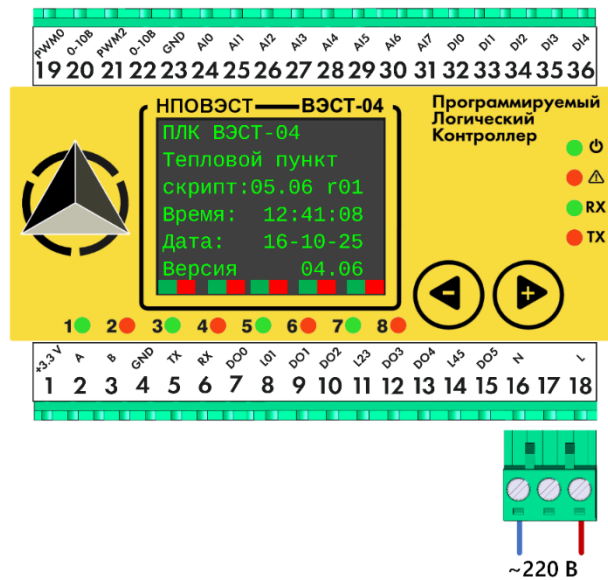 PWM0 0-10В PWM2 0-10В GND AI0 AI1 AI2 AI3 AI4 AI5 AI6 AI7 DI0 DI1 DI2 DI3 DI4
19 20 21 22 23 24 25 26 27 28 29 30 31 32 33 34 35 36
НПОВЭСТ ВЭСТ-04
ПЛК ВЭСТ-04
Тепловой пункт
скрипт:05.06 r01
Время: 12:41:08
Дата: 16-10-25
Версия 04.06
Программируемый
Логический
Контроллер
RX
TX
- +
1 2 3 4 5 6 7 8
+3.3 V A B GND TX RX DO0 L01 DO1 DO2 L23 DO3 DO4 L45 DO5 N L
1 2 3 4 5 6 7 8 9 10 11 12 13 14 15 16 17 18
~220 В